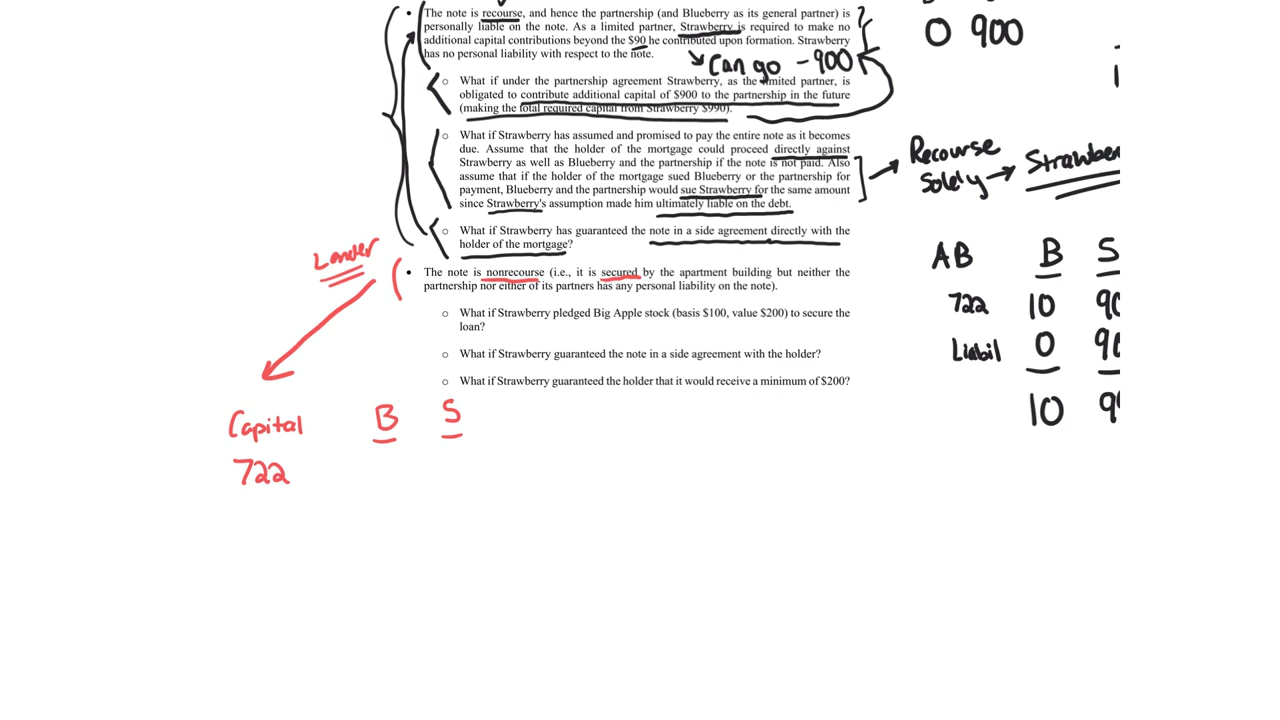 • The note is recourse, and hence the partnership (and Blueberry as its general partner) is
personally liable on the note. As a limited partner, Strawberry is required to make no
additional capital contributions beyond the $90 he contributed upon formation. Strawberry
has no personal liability with respect to the note.
↘ Can go -900
0 900
o What if under the partnership agreement Strawberry, as the limited partner, is
obligated to contribute additional capital of $900 to the partnership in the future
(making the total required capital from Strawberry $990).
o What if Strawberry has assumed and promised to pay the entire note as it becomes
due. Assume that the holder of the mortgage could proceed directly against
Strawberry as well as Blueberry and the partnership if the note is not paid. Also
assume that if the holder of the mortgage sued Blueberry or the partnership for
payment, Blueberry and the partnership would sue Strawberry for the same amount
since Strawberry's assumption made him ultimately liable on the debt.
→ Recourse
Solely → Strawber
o What if Strawberry has guaranteed the note in a side agreement directly with the
holder of the mortgage?
Lender
• The note is nonrecourse (i.e., it is secured by the apartment building but neither the
partnership nor either of its partners has any personal liability on the note).
o What if Strawberry pledged Big Apple stock (basis $100, value $200) to secure the
loan?
o What if Strawberry guaranteed the note in a side agreement with the holder?
o What if Strawberry guaranteed the holder that it would receive a minimum of $200?
AB B S
722 10 90
Liabil 0 90
10 9
Capital B S
722